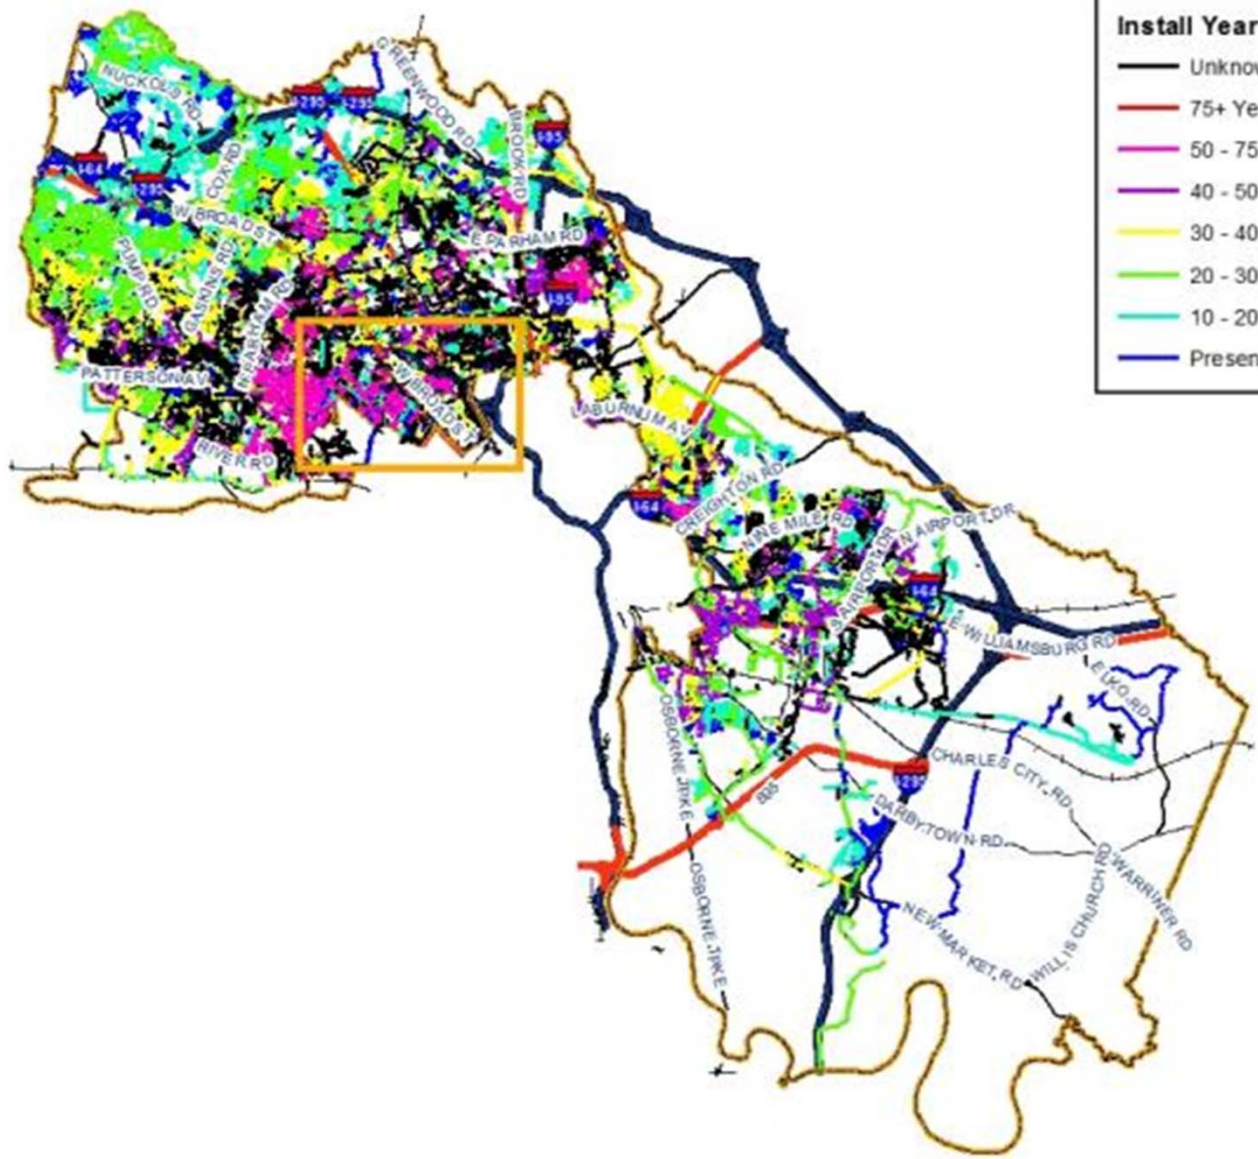 Install Year
Unknow
75+ Ye
50 - 75
40 - 50
30 - 40
20 - 30
10 - 20
Presen
GREENWOOD RD
NUCKOLS RD
I-295
I-295
BROOK RD
I-95
I-64
I-295
COX RD
W BROAD ST
E PARHAM RD
PUMP RD
GASKINS RD
N PARHAM RD
I-95
PATTERSON AV
W BROAD ST
LABURNUM AV
RIVER RD
CREIGHTON RD
I-64
NINE MILE RD
N AIRPORT DR
S AIRPORT DR
I-64
E WILLIAMSBURG RD
ELKO RD
OSBORNE TPKE
CHARLES CITY RD
I-295
895
DARBYTOWN RD
WARRINER RD
OSBORNE TPKE
NEW MARKET RD
WILLIS CHURCH RD